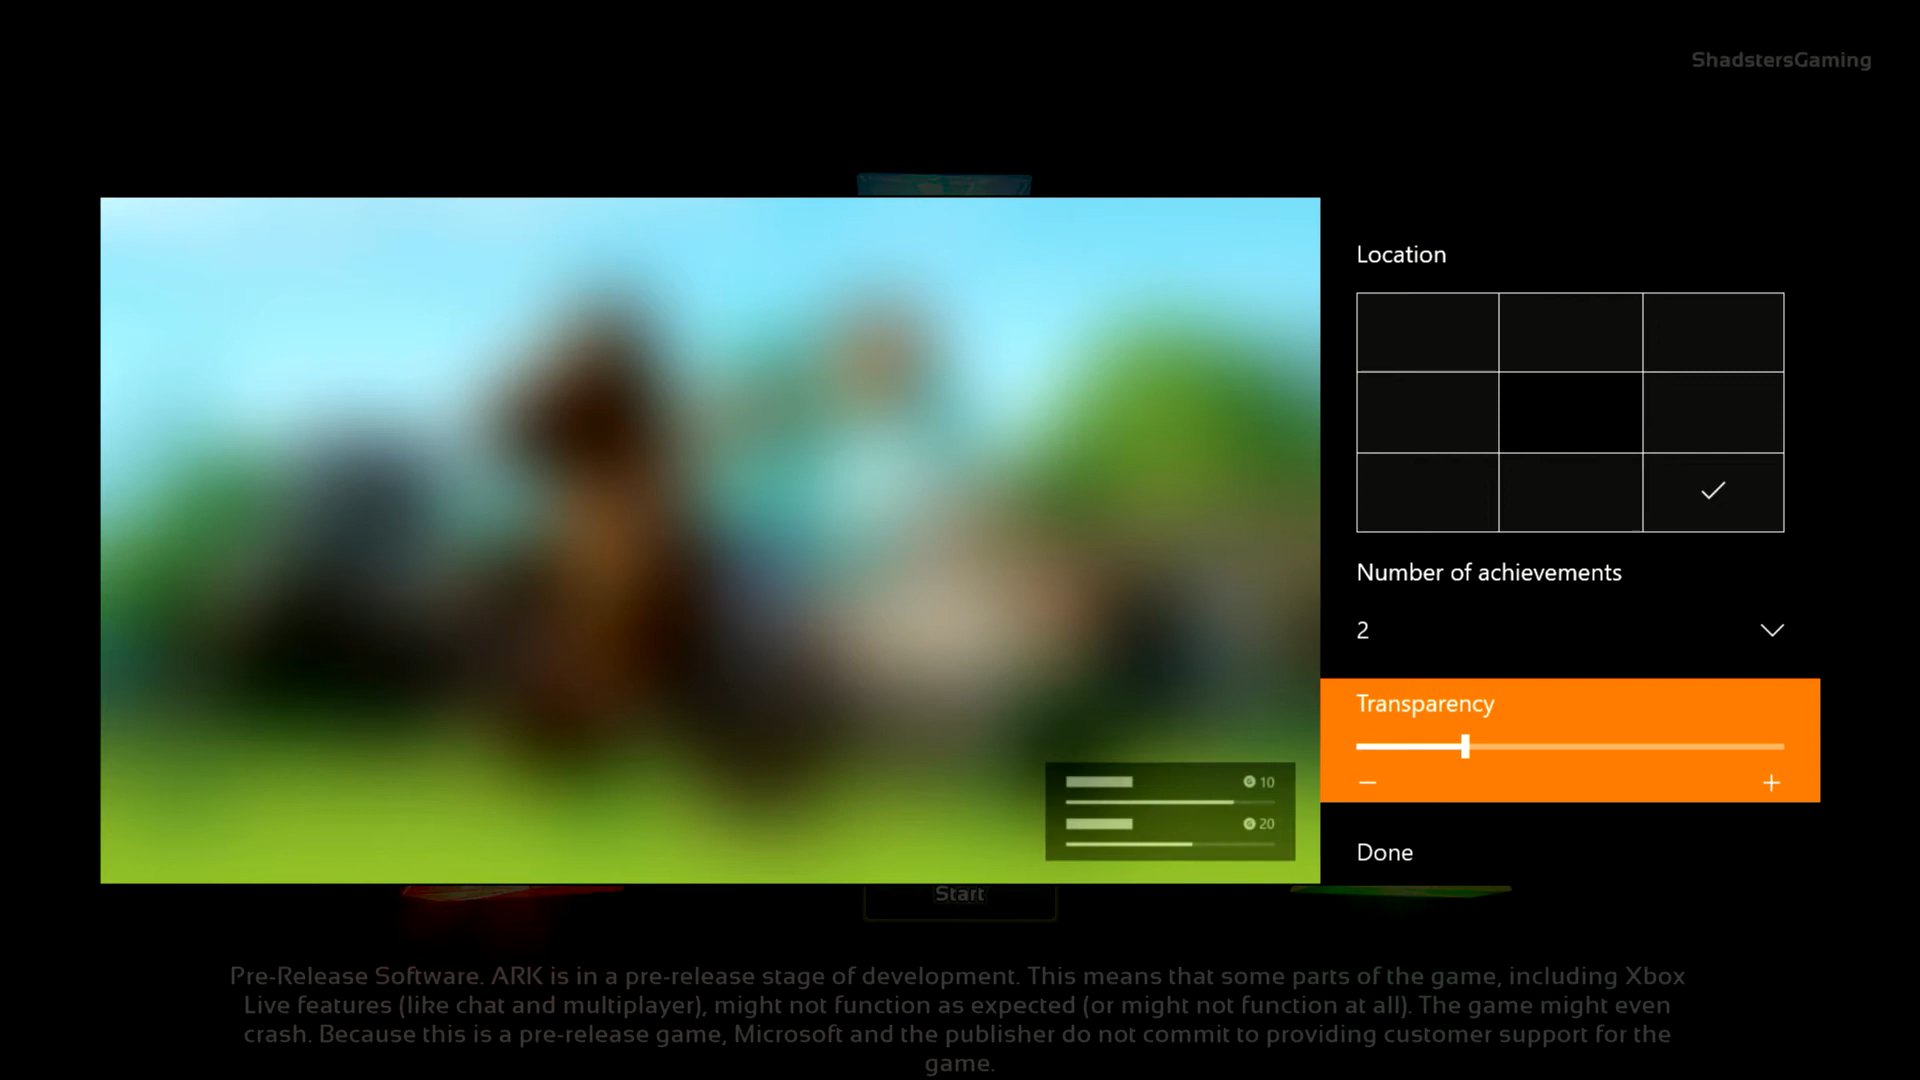 ShadstersGaming
Location
Number of achievements
2
Transparency
Done
10
20
Start
Pre-Release Software. ARK is in a pre-release stage of development. This means that some parts of the game, including Xbox
Live features (like chat and multiplayer), might not function as expected (or might not function at all). The game might even
crash. Because this is a pre-release game, Microsoft and the publisher do not commit to providing customer support for the
game.